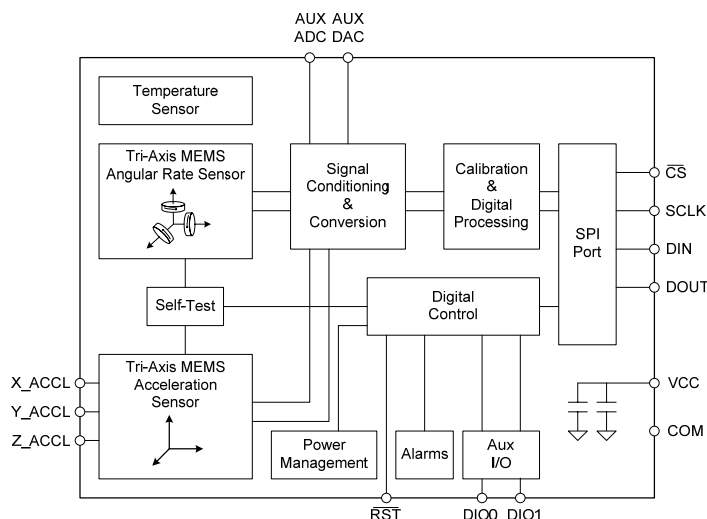 AUX AUX
ADC DAC
Temperature
Sensor
Tri-Axis MEMS
Angular Rate Sensor
Signal
Conditioning
&
Conversion
Calibration
&
Digital
Processing
SPI
Port
CS
SCLK
DIN
DOUT
Self-Test
Digital
Control
Tri-Axis MEMS
Acceleration
Sensor
X_ACCL
Y_ACCL
Z_ACCL
Power
Management
Alarms
Aux
I/O
VCC
COM
RST
DIO0 DIO1